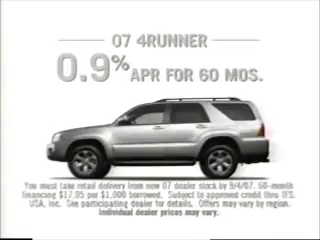 07 4RUNNER
0.9% APR FOR 60 MOS.
You must take retail delivery from new 07 dealer stock by 9/4/07. 60-month
financing $17.05 per $1,000 borrowed. Subject to approved credit thru TFS.
USA, Inc. See participating dealer for details. Offers may vary by region.
Individual dealer prices may vary.